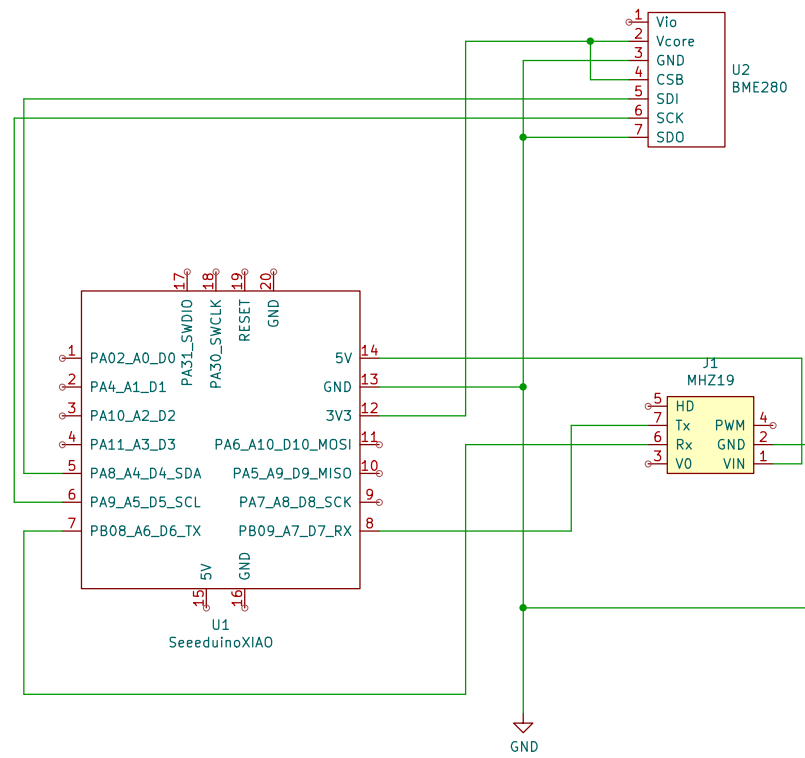 1 Vio
2 Vcore
3 GND
4 CSB
5 SDI
6 SCK
7 SDO
U2
BME280
17 PA31_SWDIO
18 PA30_SWCLK
19 RESET
20 GND
1 PA02_A0_D0
2 PA4_A1_D1
3 PA10_A2_D2
4 PA11_A3_D3
5 PA8_A4_D4_SDA
6 PA9_A5_D5_SCL
7 PB08_A6_D6_TX
5V 14
GND 13
3V3 12
PA6_A10_D10_MOSI 11
PA5_A9_D9_MISO 10
PA7_A8_D8_SCK 9
PB09_A7_D7_RX 8
5V 15
GND 16
U1
SeeeduinoXIAO
J1
MHZ19
5 HD
7 Tx
6 Rx
3 V0
PWM 4
GND 2
VIN 1
GND